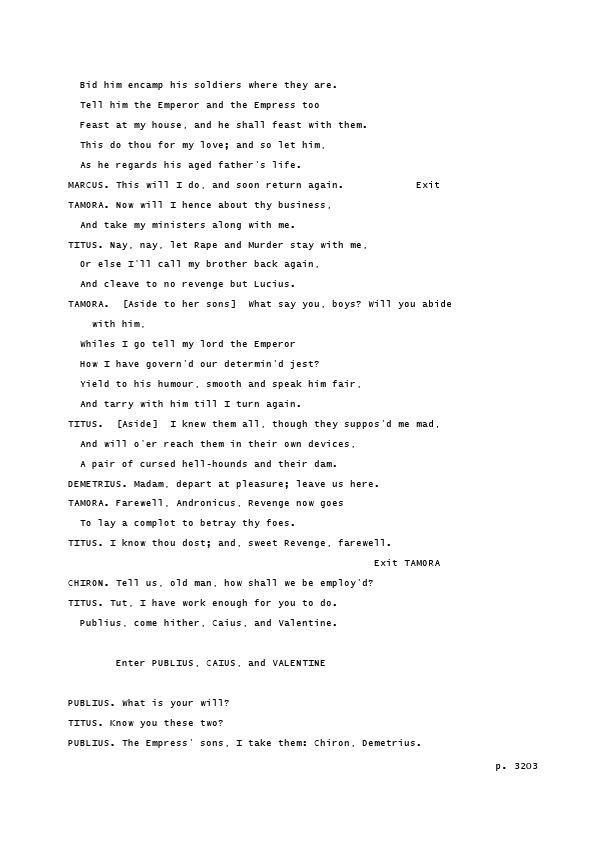 Bid him encamp his soldiers where they are.
Tell him the Emperor and the Empress too
Feast at my house, and he shall feast with them.
This do thou for my love; and so let him,
As he regards his aged father's life.
MARCUS. This will I do, and soon return again. Exit
TAMORA. Now will I hence about thy business,
And take my ministers along with me.
TITUS. Nay, nay, let Rape and Murder stay with me,
Or else I'll call my brother back again,
And cleave to no revenge but Lucius.
TAMORA. [Aside to her sons] What say you, boys? Will you abide
with him,
Whiles I go tell my lord the Emperor
How I have govern'd our determin'd jest?
Yield to his humour, smooth and speak him fair,
And tarry with him till I turn again.
TITUS. [Aside] I knew them all, though they suppos'd me mad,
And will o'er reach them in their own devices,
A pair of cursed hell-hounds and their dam.
DEMETRIUS. Madam, depart at pleasure; leave us here.
TAMORA. Farewell, Andronicus, Revenge now goes
To lay a complot to betray thy foes.
TITUS. I know thou dost; and, sweet Revenge, farewell.
Exit TAMORA
CHIRON. Tell us, old man, how shall we be employ'd?
TITUS. Tut, I have work enough for you to do.
Publius, come hither, Caius, and Valentine.
Enter PUBLIUS, CAIUS, and VALENTINE
PUBLIUS. What is your will?
TITUS. Know you these two?
PUBLIUS. The Empress' sons, I take them: Chiron, Demetrius.
p. 3203